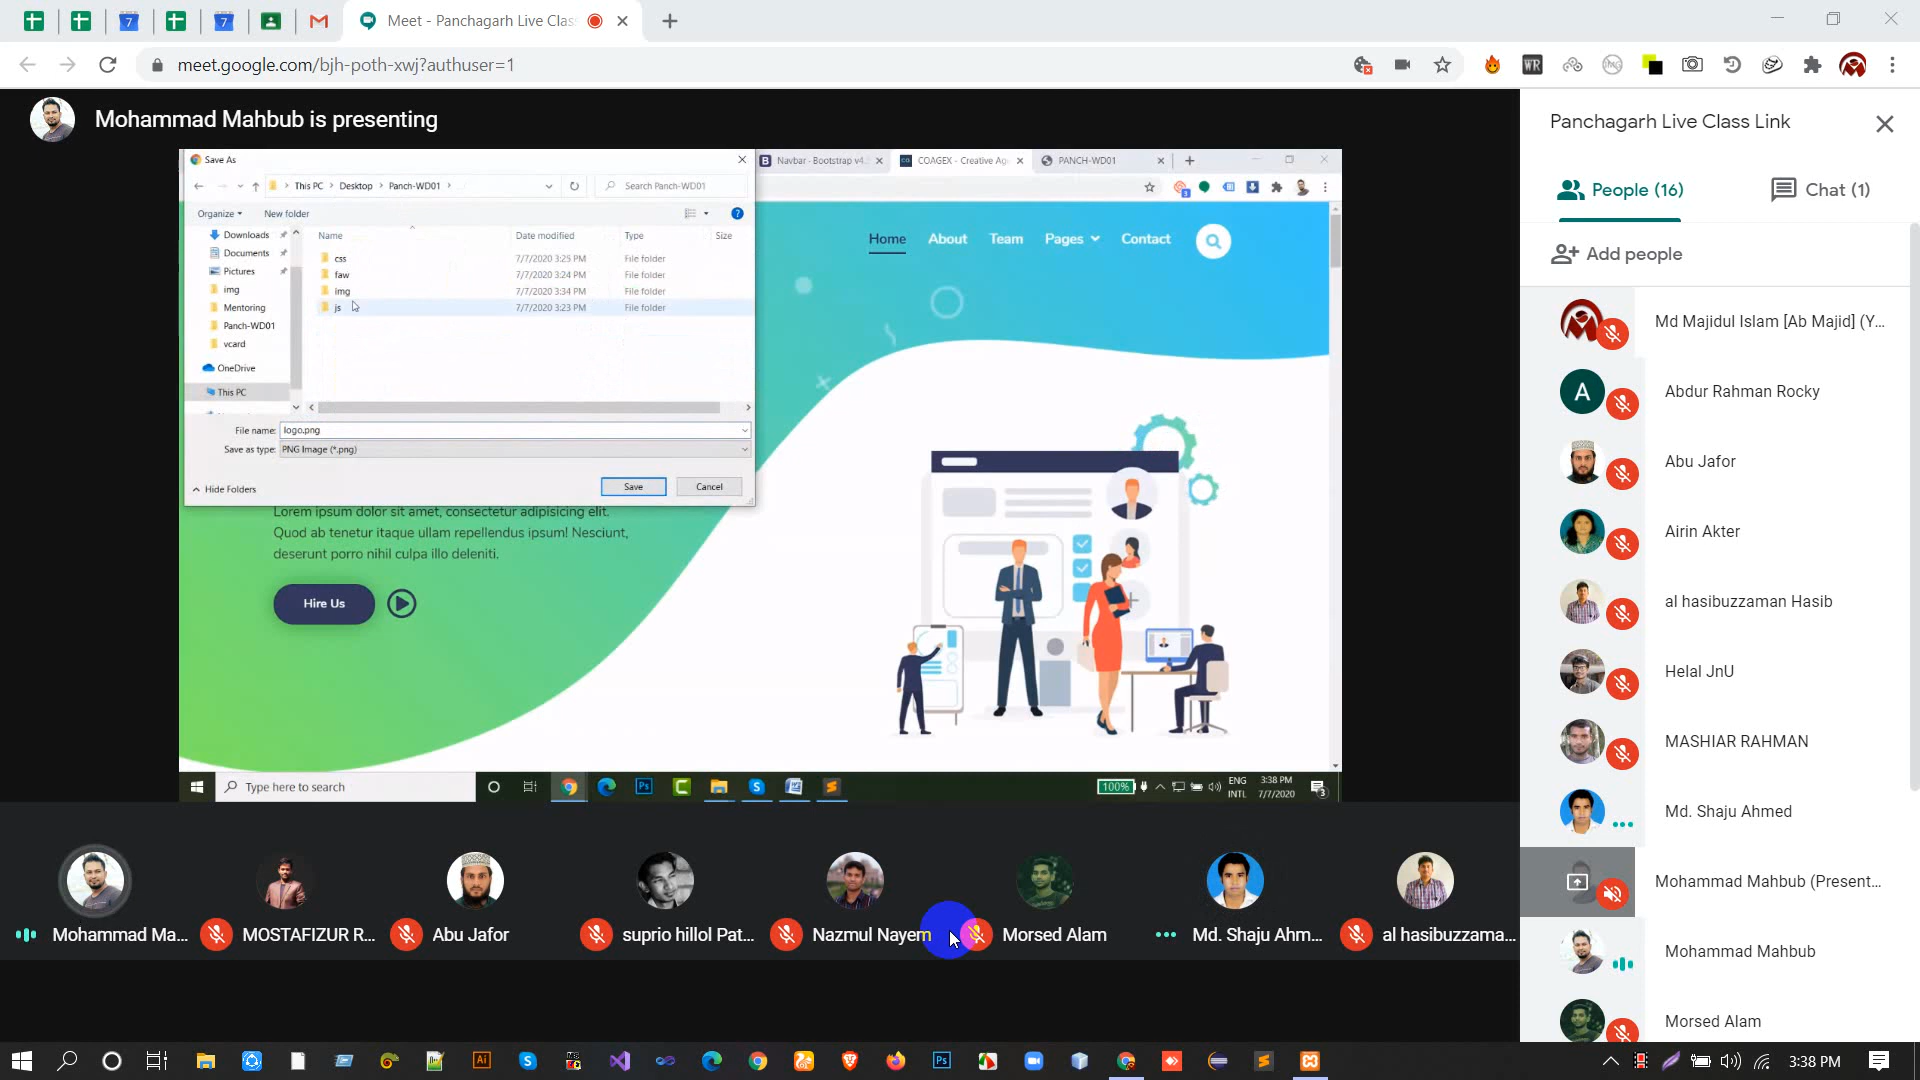 Meet - Panchagarh Live Clas
meet.google.com/bjh-poth-xwj?authuser=1
Mohammad Mahbub is presenting
Save As
Navbar - Bootstrap v4.
COAGEX - Creative Ag
PANCH-WD01
This PC > Desktop > Panch-WD01
Search Panch-WD01
Organize
New folder
Name
Date modified
Type
Size
Downloads
Documents
Pictures
img
Mentoring
Panch-WD01
vcard
OneDrive
This PC
css 7/7/2020 3:25 PM File folder
faw 7/7/2020 3:24 PM File folder
img 7/7/2020 3:34 PM File folder
js 7/7/2020 3:23 PM File folder
File name: logo.png
Save as type: PNG Image (*.png)
Hide Folders
Save
Cancel
Home
About
Team
Pages
Contact
Lorem ipsum dolor sit amet, consectetur adipisicing elit.
Quod ab tenetur itaque ullam repellendus ipsum! Nesciunt,
deserunt porro nihil culpa illo deleniti.
Hire Us
Type here to search
100%
ENG
INTL
3:38 PM
7/7/2020
Mohammad Ma...
MOSTAFIZUR R...
Abu Jafor
suprio hillol Pat...
Nazmul Nayem
Morsed Alam
Md. Shaju Ahm...
al hasibuzzama...
Panchagarh Live Class Link
People (16)
Chat (1)
Add people
Md Majidul Islam [Ab Majid] (Y...
A
Abdur Rahman Rocky
Abu Jafor
Airin Akter
al hasibuzzaman Hasib
Helal JnU
MASHIAR RAHMAN
Md. Shaju Ahmed
Mohammad Mahbub (Present...
Mohammad Mahbub
Morsed Alam
3:38 PM